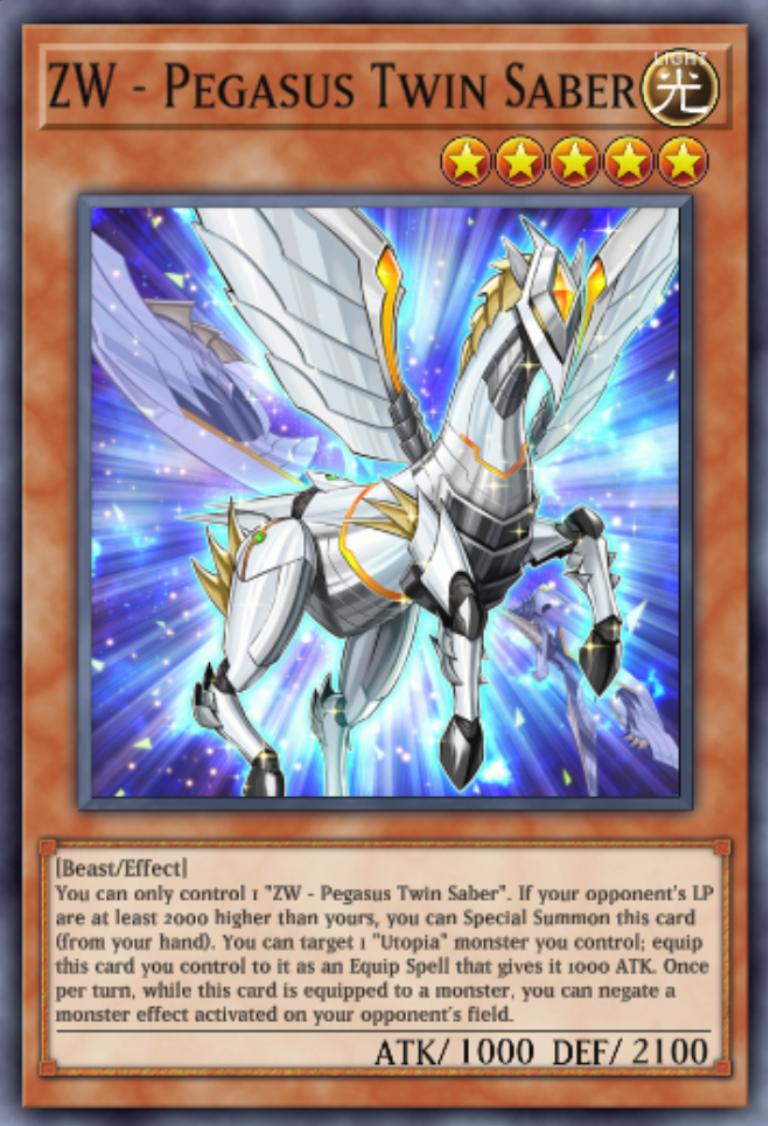 ZW - Pegasus Twin Saber
LIGHT
光
[Beast/Effect]
You can only control 1 "ZW - Pegasus Twin Saber". If your opponent's LP
are at least 2000 higher than yours, you can Special Summon this card
(from your hand). You can target 1 "Utopia" monster you control; equip
this card you control to it as an Equip Spell that gives it 1000 ATK. Once
per turn, while this card is equipped to a monster, you can negate a
monster effect activated on your opponent's field.
ATK/ 1000 DEF/ 2100